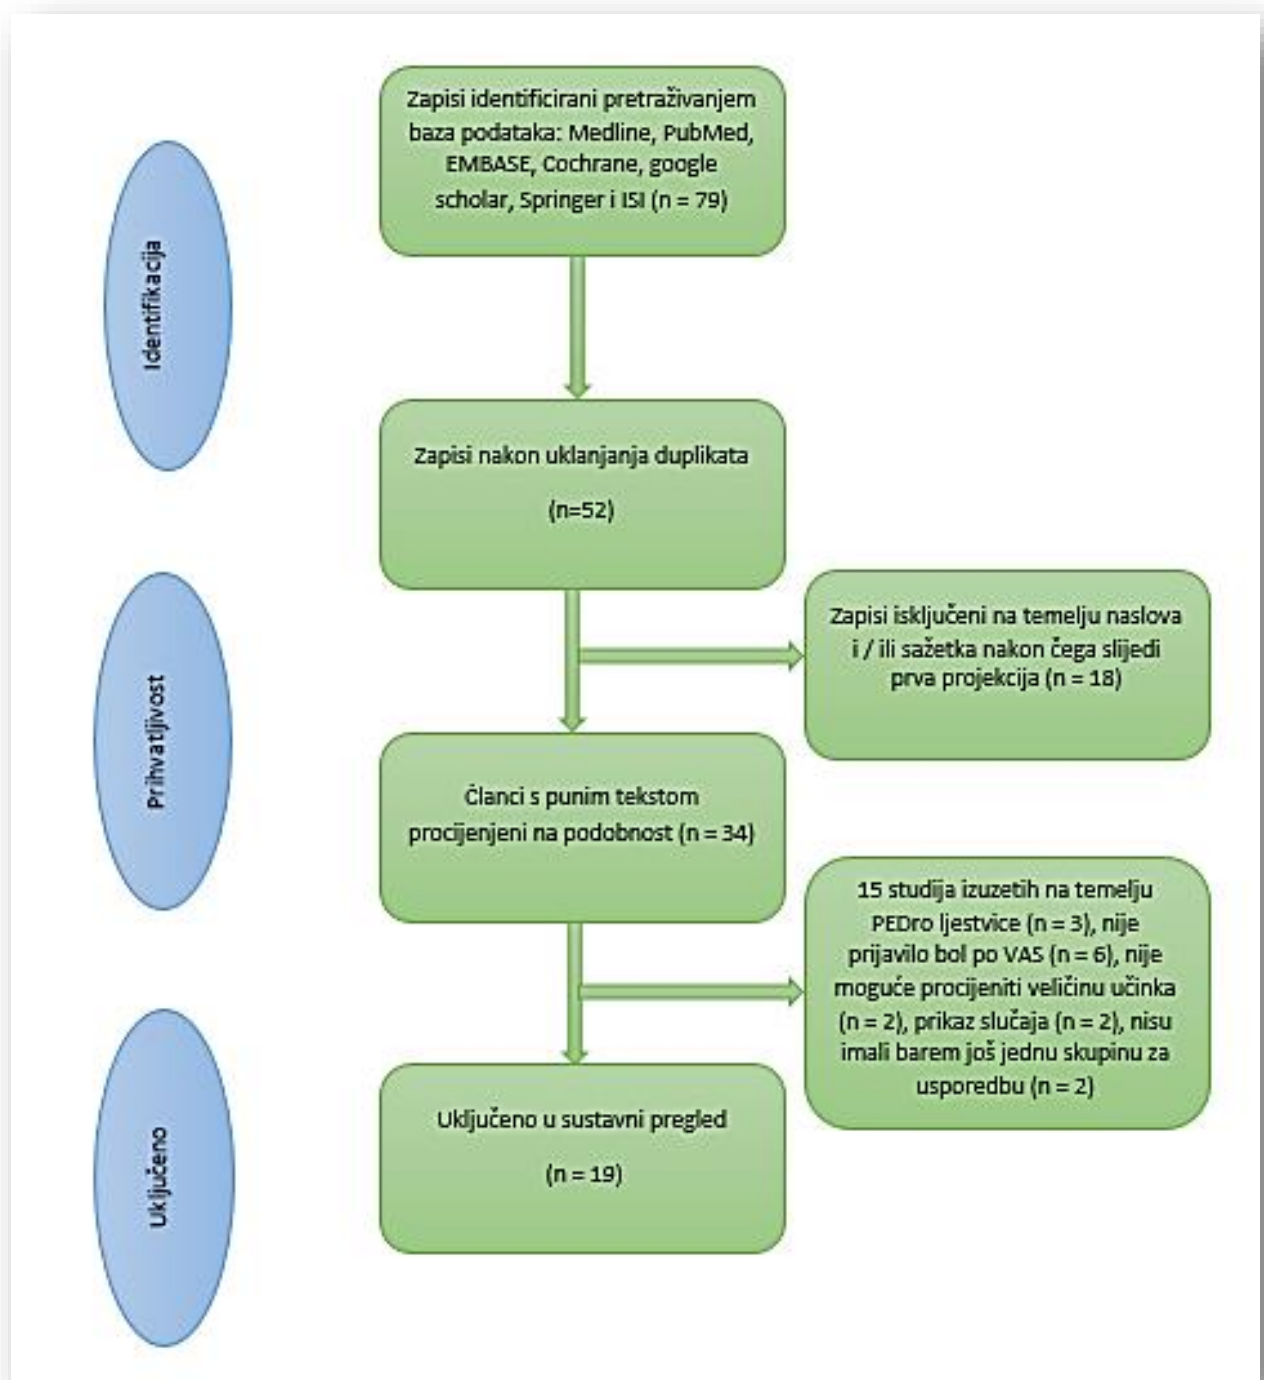 Identifikacija
Zapisi identificirani pretraživanjem
baza podataka: Medline, PubMed,
EMBASE, Cochrane, google
scholar, Springer i ISI (n = 79)
Zapisi nakon uklanjanja duplikata
(n=52)
Prihvatljivost
Zapisi isključeni na temelju naslova
i / ili sažetka nakon čega slijedi
prva projekcija (n = 18)
Članci s punim tekstom
procijenjeni na podobnost (n = 34)
15 studija izuzetih na temelju
PEDro ljestvice (n = 3), nije
prijavilo bol po VAS (n = 6), nije
moguće procijeniti veličinu učinka
(n = 2), prikaz slučaja (n = 2), nisu
imali barem još jednu skupinu za
usporedbu (n = 2)
Uključeno
Uključeno u sustavni pregled
(n = 19)